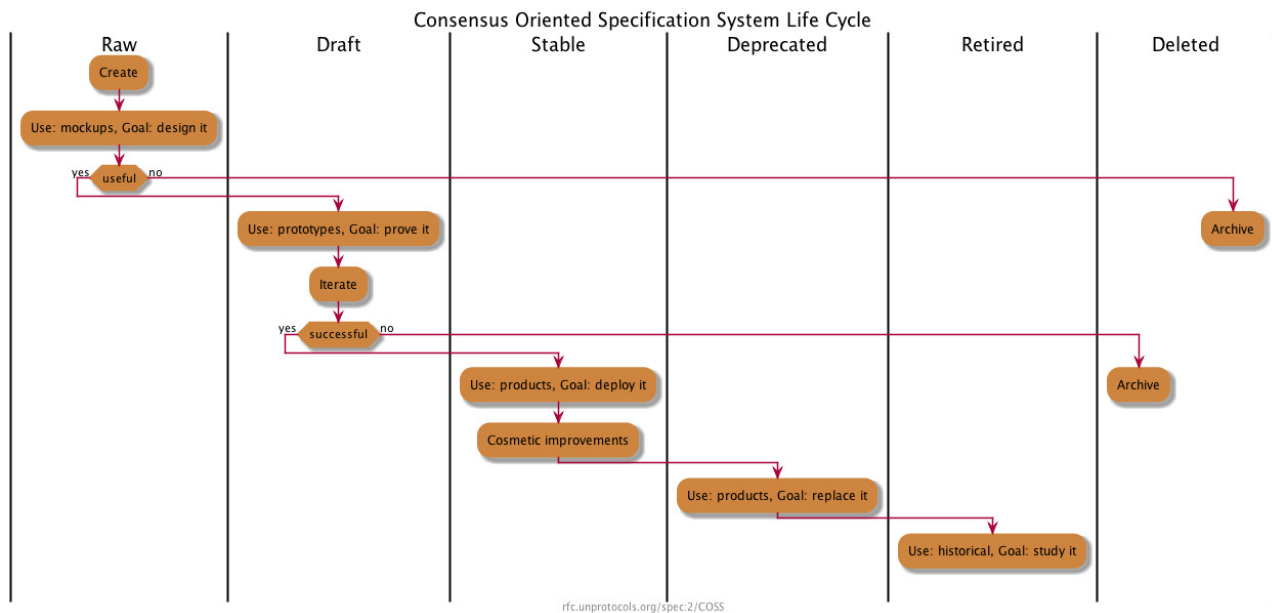 Consensus Oriented Specification System Life Cycle
Raw Draft Stable Deprecated Retired Deleted
Create
Use: mockups, Goal: design it
yes useful no
Use: prototypes, Goal: prove it
Archive
Iterate
yes successful no
Use: products, Goal: deploy it
Archive
Cosmetic improvements
Use: products, Goal: replace it
Use: historical, Goal: study it
rfc.unprotocols.org/spec:2/COSS